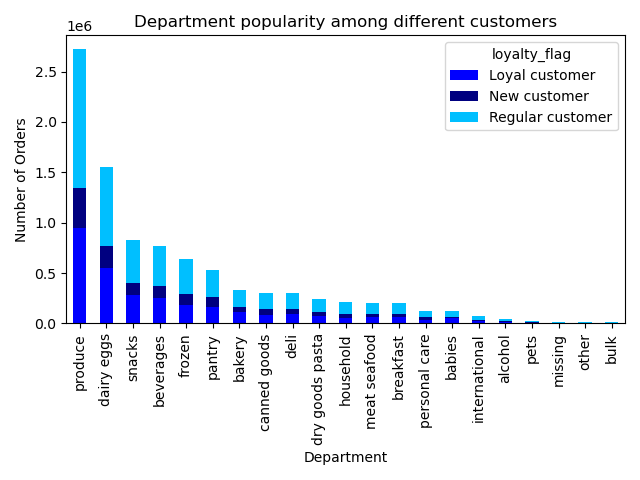 Department popularity among different customers
1e6
loyalty_flag
Loyal customer
New customer
Regular customer
Number of Orders
2.5
2.0
1.5
1.0
0.5
0.0
produce
dairy eggs
snacks
beverages
frozen
pantry
bakery
canned goods
deli
dry goods pasta
household
meat seafood
breakfast
personal care
babies
international
alcohol
pets
missing
other
bulk
Department